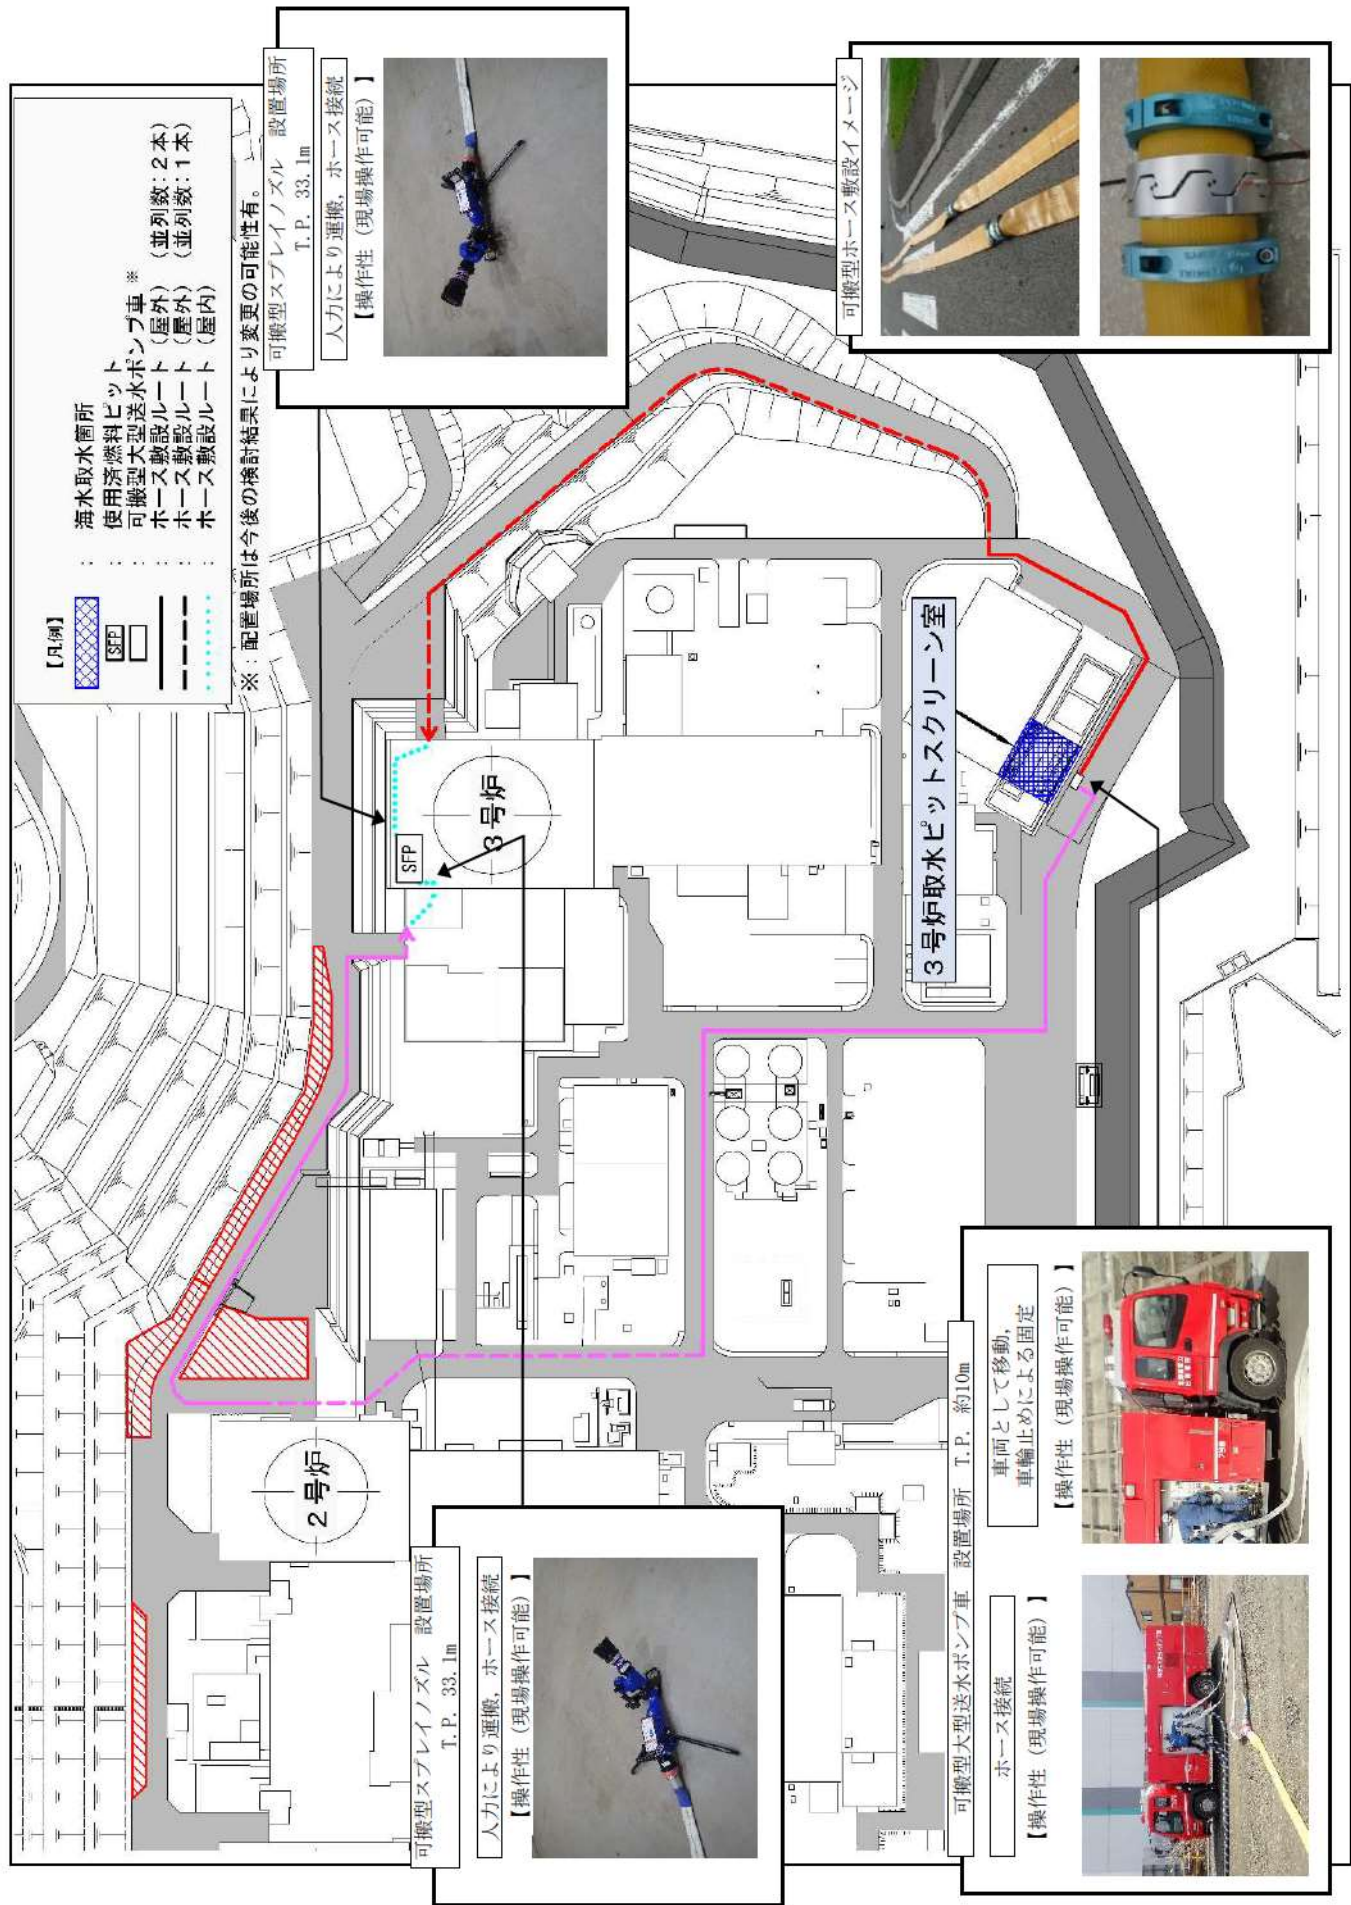 【凡例】
： 海水取水箇所
SFP ： 使用済燃料ピット
： 可搬型大型送水ポンプ車 ※
： ホース敷設ルート（屋外）（並列数：２本）
： ホース敷設ルート（屋外）（並列数：１本）
： ホース敷設ルート（屋内）
※：配置場所は今後の検討結果により変更の可能性有。
可搬型スプレイノズル 設置場所
T.P. 33.1m
人力により運搬，ホース接続
【操作性（現場操作可能）】
可搬型ホース敷設イメージ
SFP
３号炉
３号炉取水ピットスクリーン室
２号炉
可搬型スプレイノズル 設置場所
T.P. 33.1m
人力により運搬，ホース接続
【操作性（現場操作可能）】
可搬型大型送水ポンプ車 設置場所 T.P. 約10m
ホース接続
【操作性（現場操作可能）】
車両として移動，
車輪止めによる固定
【操作性（現場操作可能）】